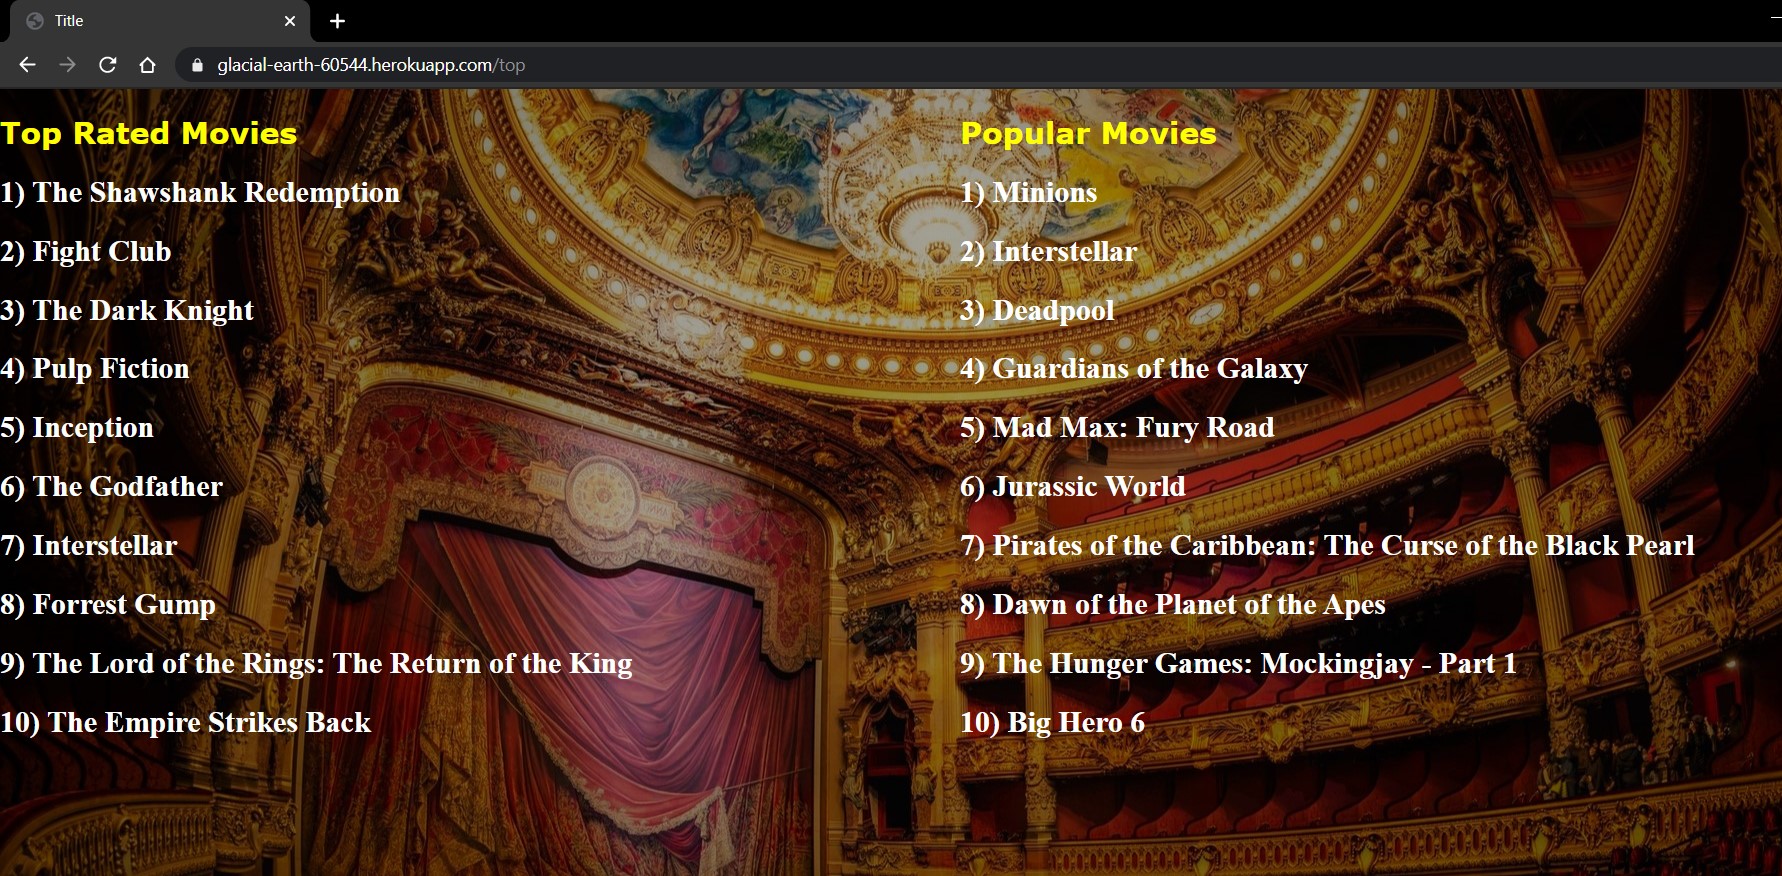 Title
glacial-earth-60544.herokuapp.com/top
Top Rated Movies
1) The Shawshank Redemption
2) Fight Club
3) The Dark Knight
4) Pulp Fiction
5) Inception
6) The Godfather
7) Interstellar
8) Forrest Gump
9) The Lord of the Rings: The Return of the King
10) The Empire Strikes Back
Popular Movies
1) Minions
2) Interstellar
3) Deadpool
4) Guardians of the Galaxy
5) Mad Max: Fury Road
6) Jurassic World
7) Pirates of the Caribbean: The Curse of the Black Pearl
8) Dawn of the Planet of the Apes
9) The Hunger Games: Mockingjay - Part 1
10) Big Hero 6